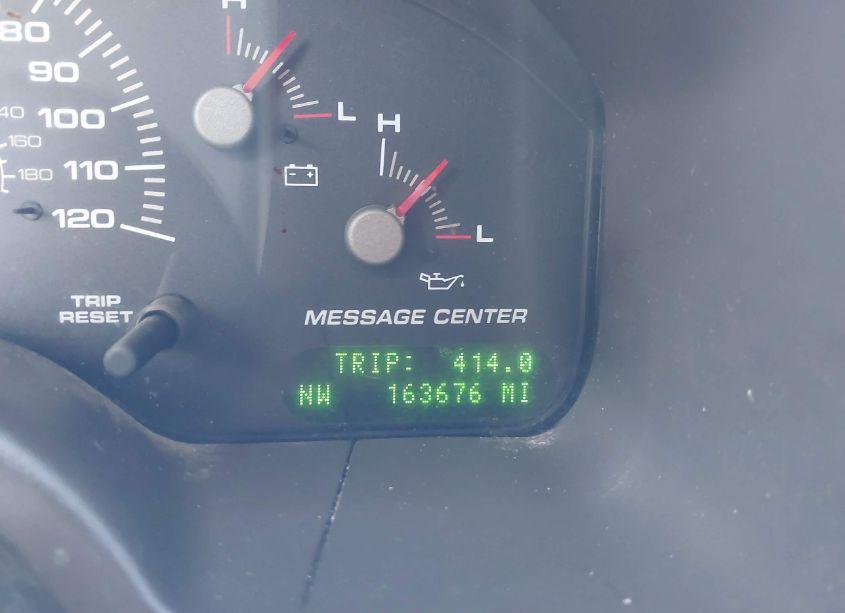 H
80
90
40
100
160
180
110
120
L
H
L
TRIP
RESET
MESSAGE CENTER
TRIP: 414.0
NW 163676 MI